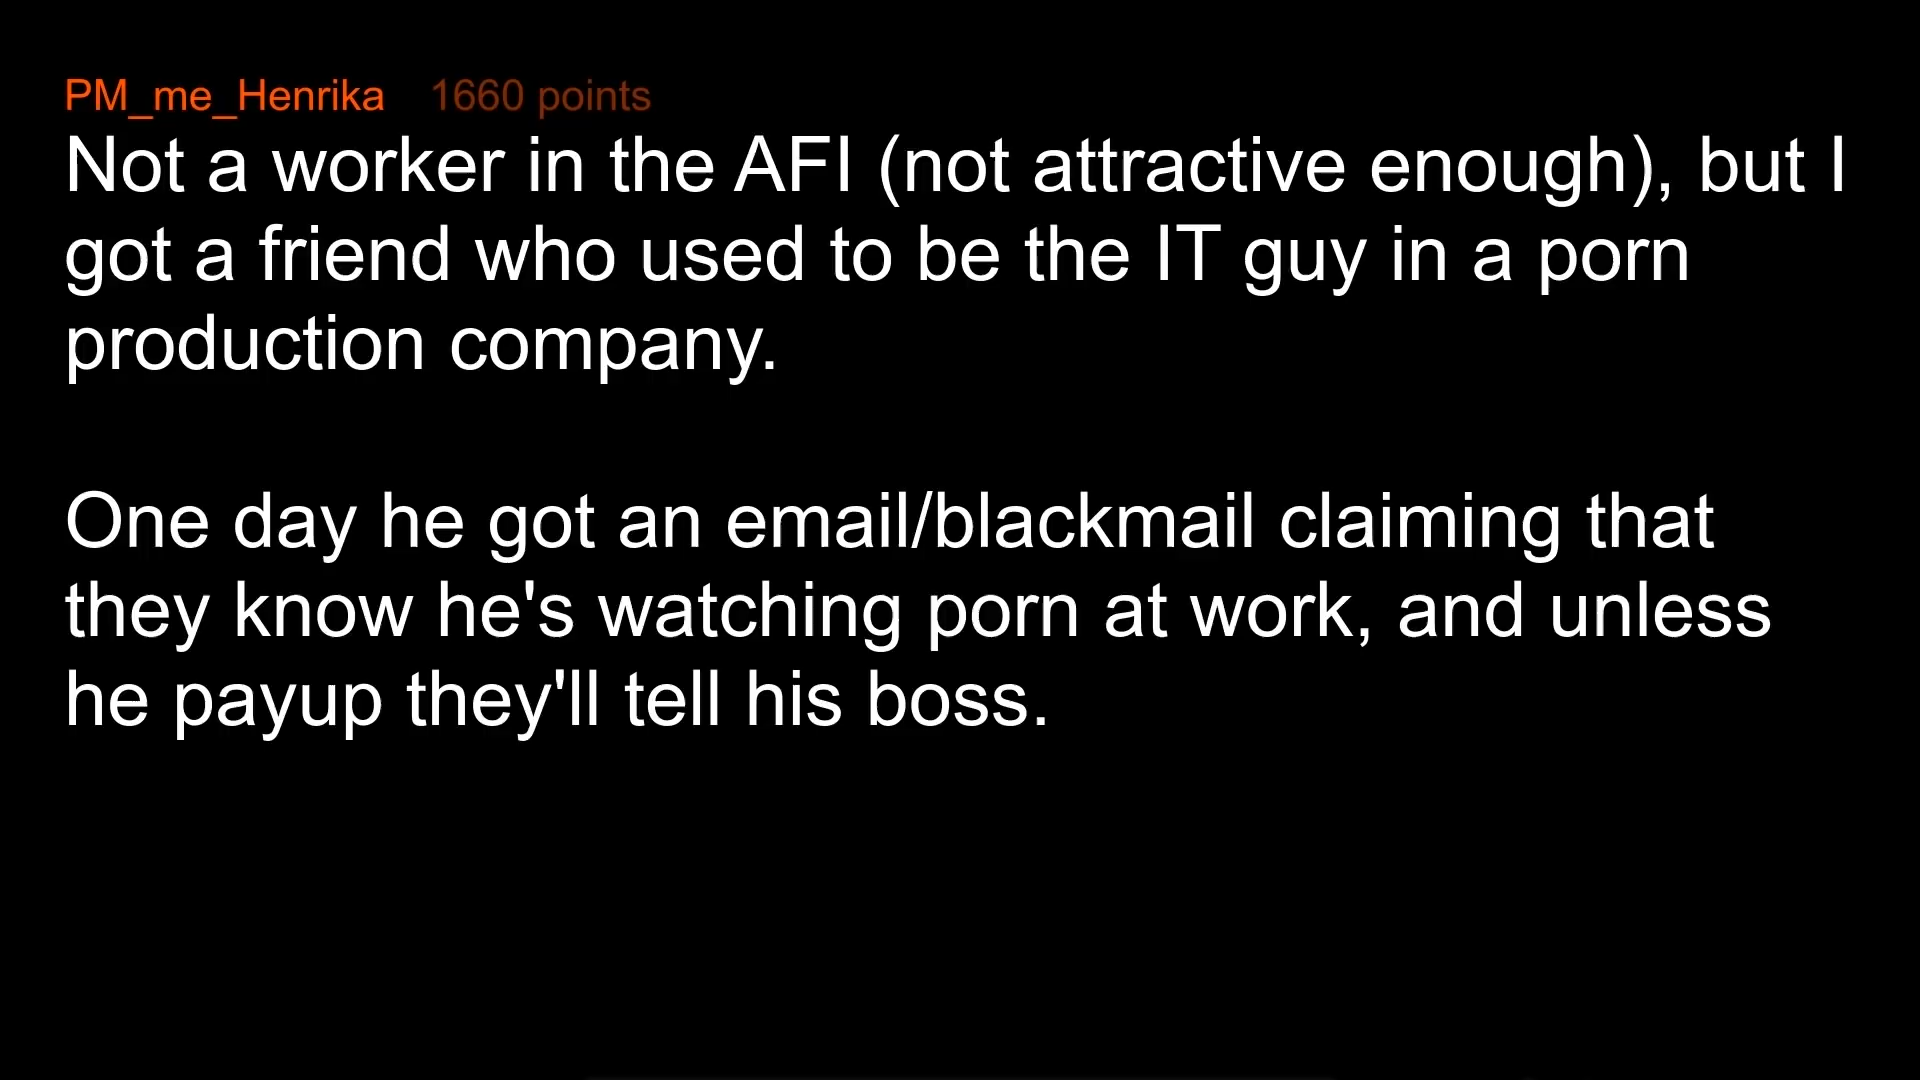 PM_me_Henrika 1660 points
Not a worker in the AFI (not attractive enough), but I
got a friend who used to be the IT guy in a porn
production company.
One day he got an email/blackmail claiming that
they know he's watching porn at work, and unless
he payup they'll tell his boss.